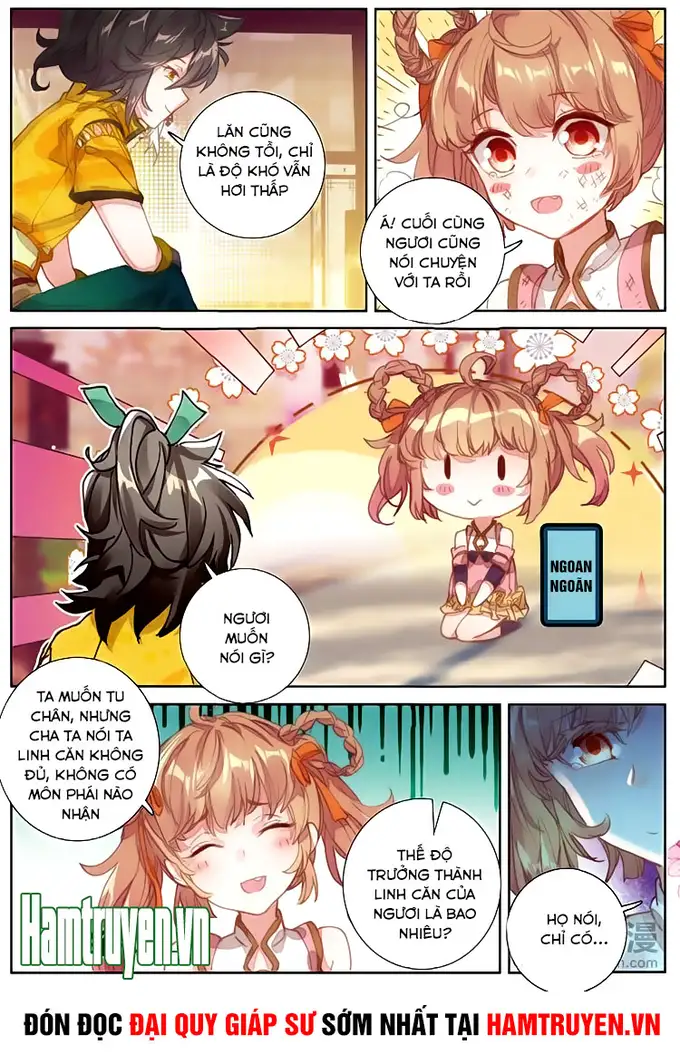 LĂN CŨNG
KHÔNG TỒI, CHỈ
LÀ ĐỘ KHÓ VẪN
HƠI THẤP
Á! CUỐI CÙNG
NGƯƠI CŨNG
NÓI CHUYỆN
VỚI TA RỒI
NGOAN
NGOÃN
NGƯƠI
MUỐN
NÓI GÌ?
TA MUỐN TU
CHÂN, NHƯNG
CHA TA NÓI TA
LINH CĂN KHÔNG
ĐỦ, KHÔNG CÓ
MÔN PHÁI NÀO
NHẬN
THẾ ĐỘ
TRƯỞNG THÀNH
LINH CĂN CỦA
NGƯƠI LÀ BAO
NHIÊU?
HỌ NÓI,
CHỈ CÓ...
Hamtruyen.vn
漫
ĐÓN ĐỌC ĐẠI QUY GIÁP SƯ SỚM NHẤT TẠI HAMTRUYEN.VN